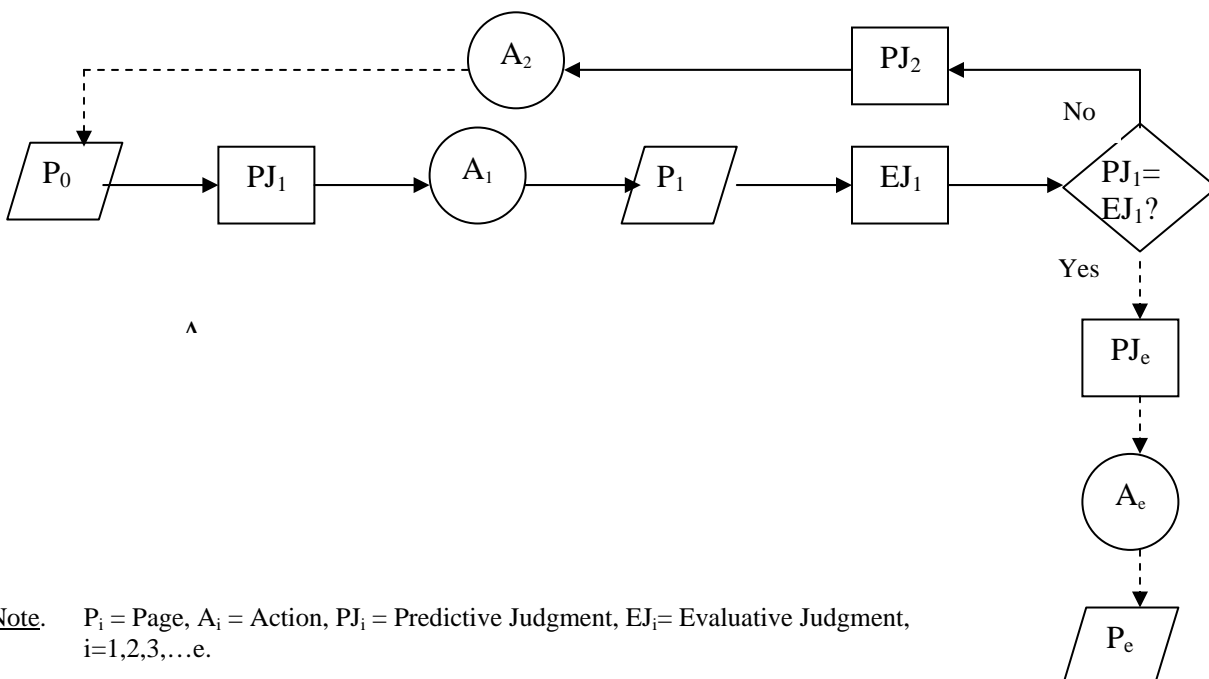 A₂
PJ₂
No
P₀
PJ₁
A₁
P₁
EJ₁
PJ₁=
EJ₁?
Yes
PJₑ
Aₑ
Note. Pᵢ = Page, Aᵢ = Action, PJᵢ = Predictive Judgment, EJᵢ= Evaluative Judgment,
i=1,2,3,…e.
Pₑ